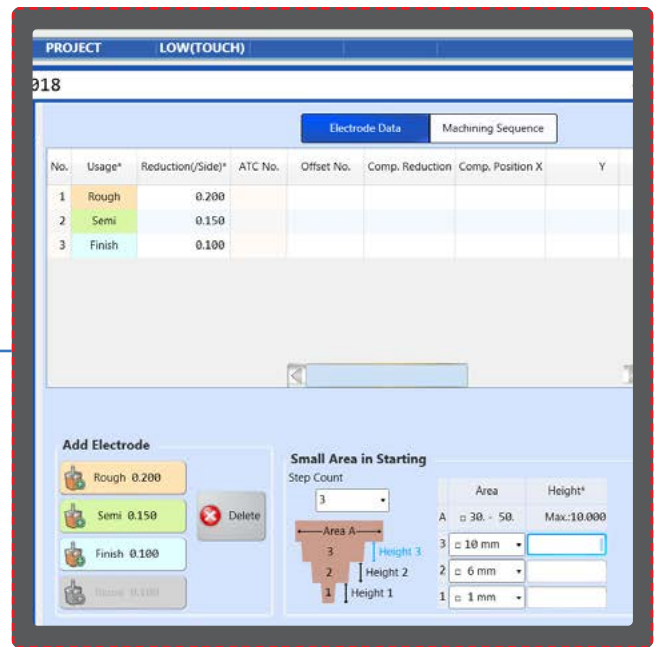 PROJECT LOW(TOUCH)
018
Electrode Data Machining Sequence
No. Usage* Reduction(/Side)* ATC No. Offset No. Comp. Reduction Comp. Position X Y
1 Rough 0.200
2 Semi 0.150
3 Finish 0.100
Add Electrode
Rough 0.200
Semi 0.150
Finish 0.100
Delete
Small Area in Starting
Step Count
3
Area A
3 Height 3
2 Height 2
1 Height 1
Area Height*
A □ 30. - 50. Max.:10.000
3 □ 10 mm
2 □ 6 mm
1 □ 1 mm